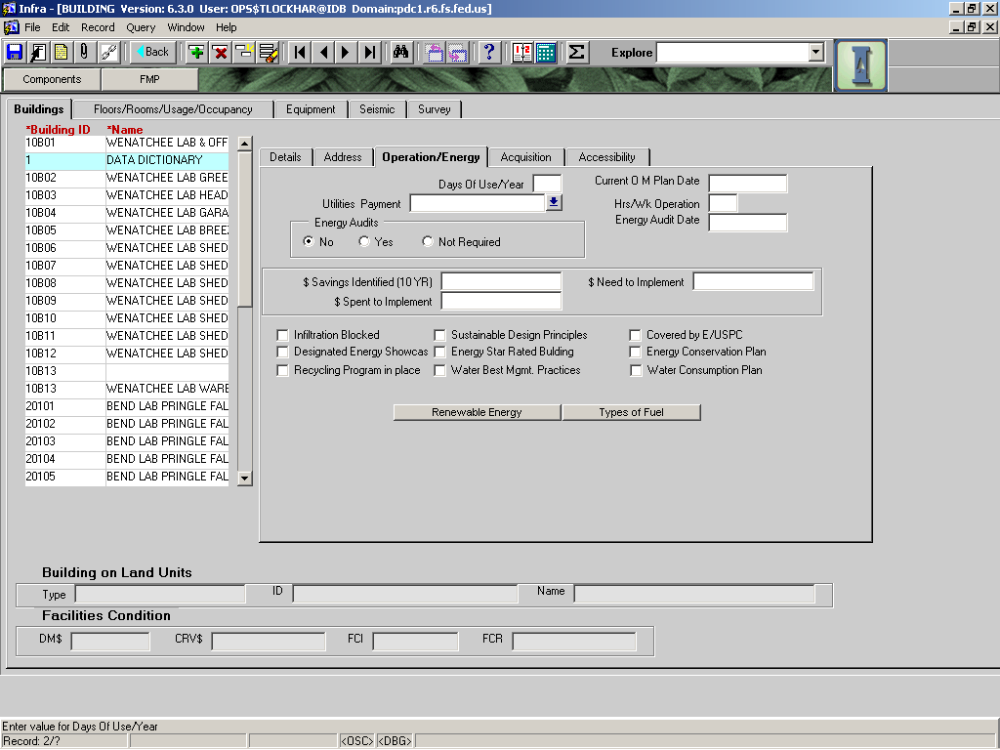 Infra - [BUILDING Version: 6.3.0 User: OPS$TLOCKHAR@IDB Domain:pdc1.r6.fs.fed.us]
File Edit Record Query Window Help
Back Explore
Components FMP
Buildings Floors/Rooms/Usage/Occupancy Equipment Seismic Survey
*Building ID *Name
10B01 WENATCHEE LAB & OFF
1 DATA DICTIONARY
10B02 WENATCHEE LAB GREE
10B03 WENATCHEE LAB HEAD
10B04 WENATCHEE LAB GARA
10B05 WENATCHEE LAB BREE
10B06 WENATCHEE LAB SHED
10B07 WENATCHEE LAB SHED
10B08 WENATCHEE LAB SHED
10B09 WENATCHEE LAB SHED
10B10 WENATCHEE LAB SHED
10B11 WENATCHEE LAB SHED
10B12 WENATCHEE LAB SHED
10B13
10B13 WENATCHEE LAB WARE
20101 BEND LAB PRINGLE FAL
20102 BEND LAB PRINGLE FAL
20103 BEND LAB PRINGLE FAL
20104 BEND LAB PRINGLE FAL
20105 BEND LAB PRINGLE FAL
Details Address Operation/Energy Acquisition Accessibility
Days Of Use/Year Current O M Plan Date
Utilities Payment Hrs/Wk Operation
Energy Audits Energy Audit Date
No Yes Not Required
$ Savings Identified (10 YR) $ Need to Implement
$ Spent to Implement
Infiltration Blocked Sustainable Design Principles Covered by E/USPC
Designated Energy Showcas Energy Star Rated Bulding Energy Conservation Plan
Recycling Program in place Water Best Mgmt. Practices Water Consumption Plan
Renewable Energy Types of Fuel
Building on Land Units
Type ID Name
Facilities Condition
DM$ CRV$ FCI FCR
Enter value for Days Of Use/Year
Record: 2/? <OSC> <DBG>